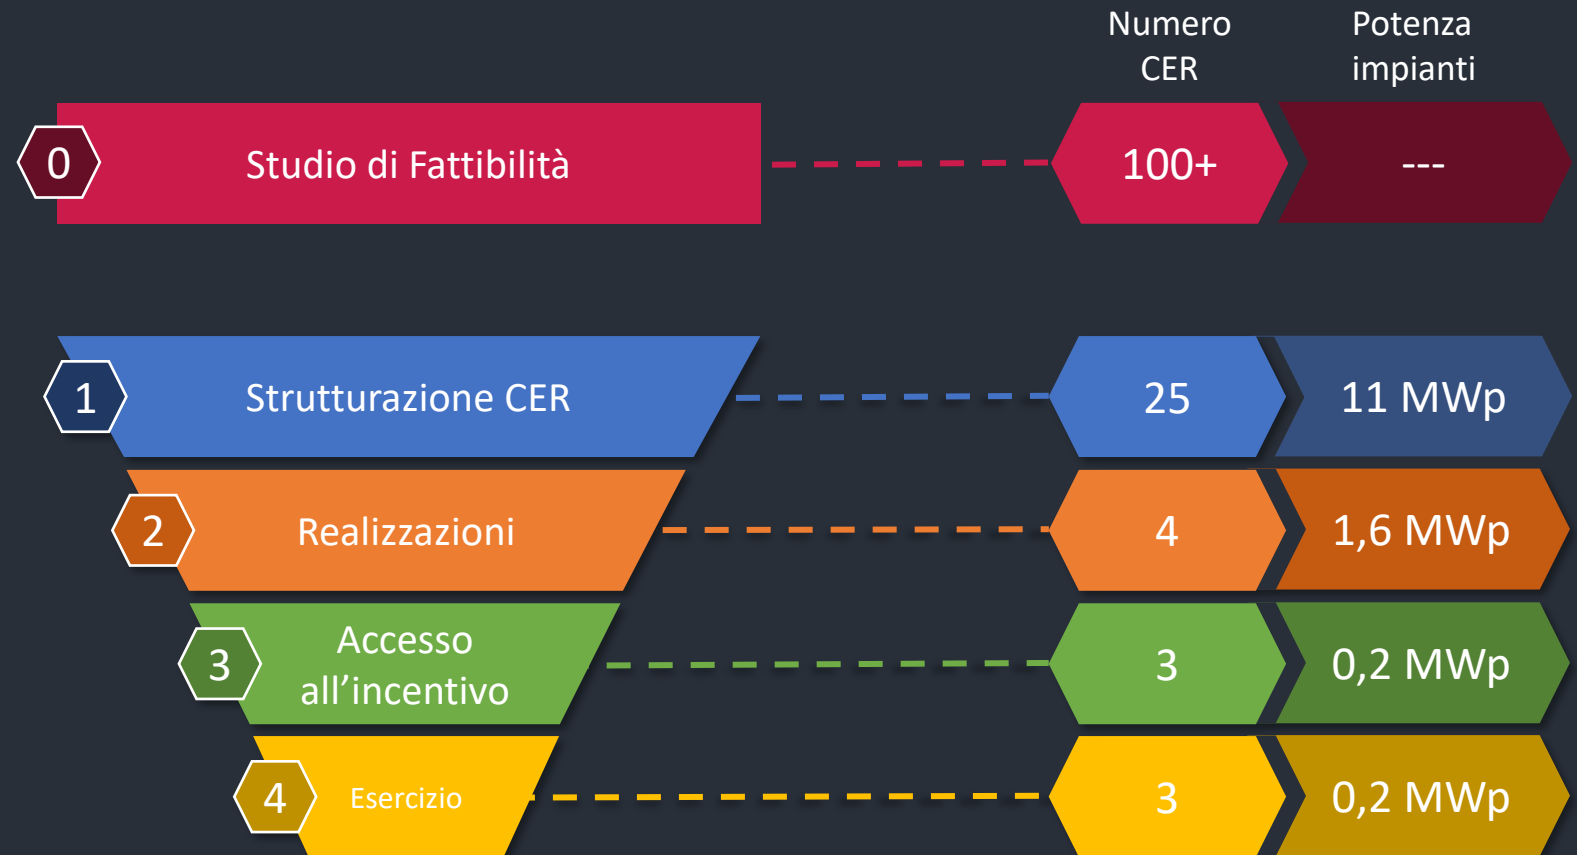 Numero
CER
Potenza
impianti
0
Studio di Fattibilità
100+
---
1
Strutturazione CER
25
11 MWp
2
Realizzazioni
4
1,6 MWp
3
Accesso
all’incentivo
3
0,2 MWp
4
Esercizio
3
0,2 MWp